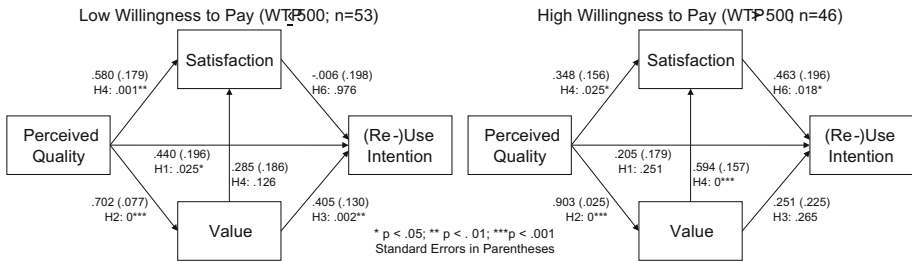 Low Willingness to Pay (WTP≤500; n=53)
Satisfaction
.580 (.179)
H4: .001**
-.006 (.198)
H6: .976
Perceived
Quality
(Re-)Use
Intention
.440 (.196)
H1: .025*
.285 (.186)
H4: .126
.702 (.077)
H2: 0***
.405 (.130)
H3: .002**
Value
High Willingness to Pay (WTP>500; n=46)
Satisfaction
.348 (.156)
H4: .025*
.463 (.196)
H6: .018*
Perceived
Quality
(Re-)Use
Intention
.205 (.179)
H1: .251
.594 (.157)
H4: 0***
.903 (.025)
H2: 0***
.251 (.225)
H3: .265
Value
* p < .05; ** p < . 01; ***p < .001
Standard Errors in Parentheses